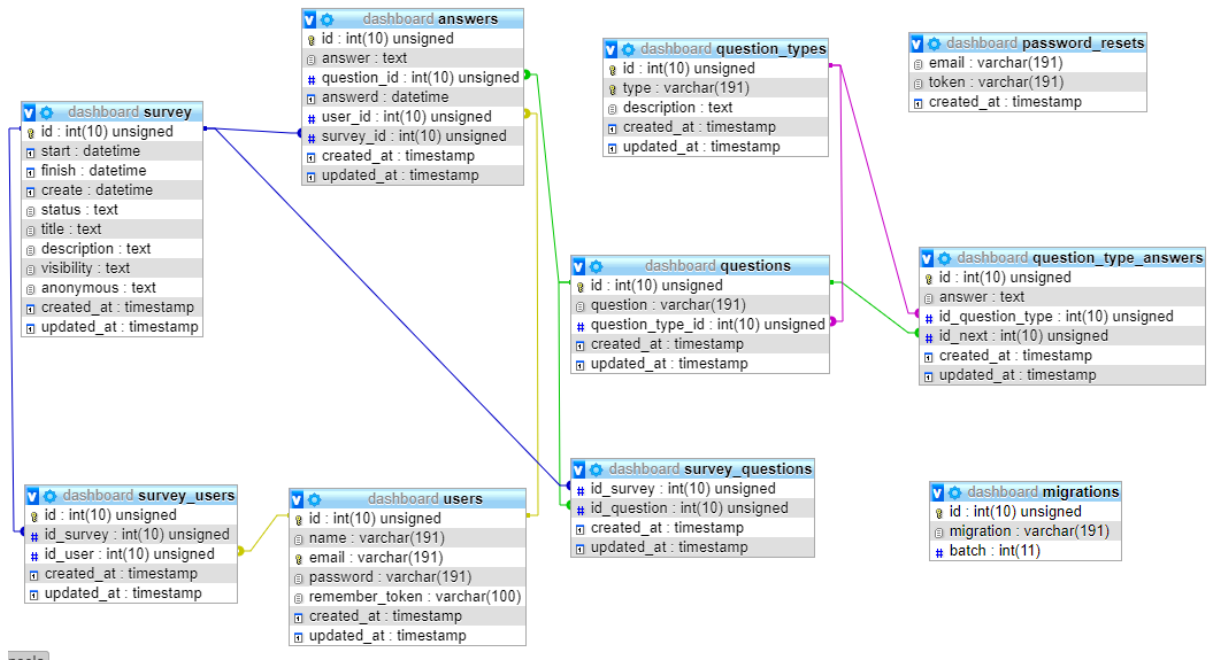 dashboard answers
id : int(10) unsigned
answer : text
# question_id : int(10) unsigned
answerd : datetime
# user_id : int(10) unsigned
# survey_id : int(10) unsigned
created_at : timestamp
updated_at : timestamp
dashboard question_types
id : int(10) unsigned
type : varchar(191)
description : text
created_at : timestamp
updated_at : timestamp
dashboard password_resets
email : varchar(191)
token : varchar(191)
created_at : timestamp
dashboard survey
id : int(10) unsigned
start : datetime
finish : datetime
create : datetime
status : text
title : text
description : text
visibility : text
anonymous : text
created_at : timestamp
updated_at : timestamp
dashboard questions
id : int(10) unsigned
question : varchar(191)
# question_type_id : int(10) unsigned
created_at : timestamp
updated_at : timestamp
dashboard question_type_answers
id : int(10) unsigned
answer : text
# id_question_type : int(10) unsigned
# id_next : int(10) unsigned
created_at : timestamp
updated_at : timestamp
dashboard survey_users
id : int(10) unsigned
# id_survey : int(10) unsigned
# id_user : int(10) unsigned
created_at : timestamp
updated_at : timestamp
dashboard users
id : int(10) unsigned
name : varchar(191)
email : varchar(191)
password : varchar(191)
remember_token : varchar(100)
created_at : timestamp
updated_at : timestamp
dashboard survey_questions
# id_survey : int(10) unsigned
# id_question : int(10) unsigned
created_at : timestamp
updated_at : timestamp
dashboard migrations
id : int(10) unsigned
migration : varchar(191)
# batch : int(11)